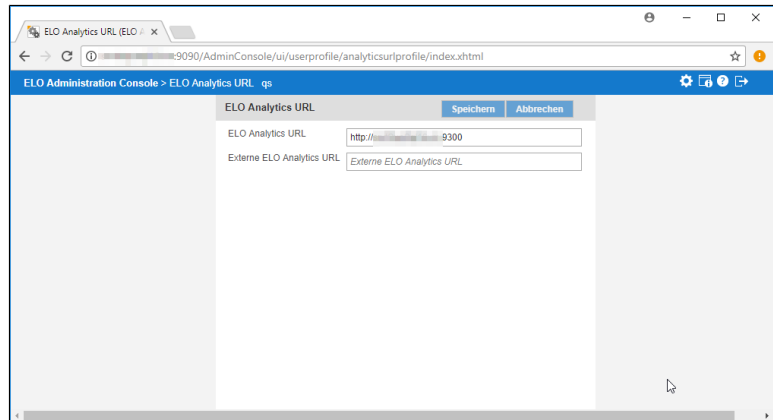 ELO Analytics URL (ELO A
:9090/AdminConsole/ui/userprofile/analyticsurlprofile/index.xhtml
ELO Administration Console > ELO Analytics URL qs
ELO Analytics URL Speichern Abbrechen
ELO Analytics URL http:// :9300
Externe ELO Analytics URL Externe ELO Analytics URL